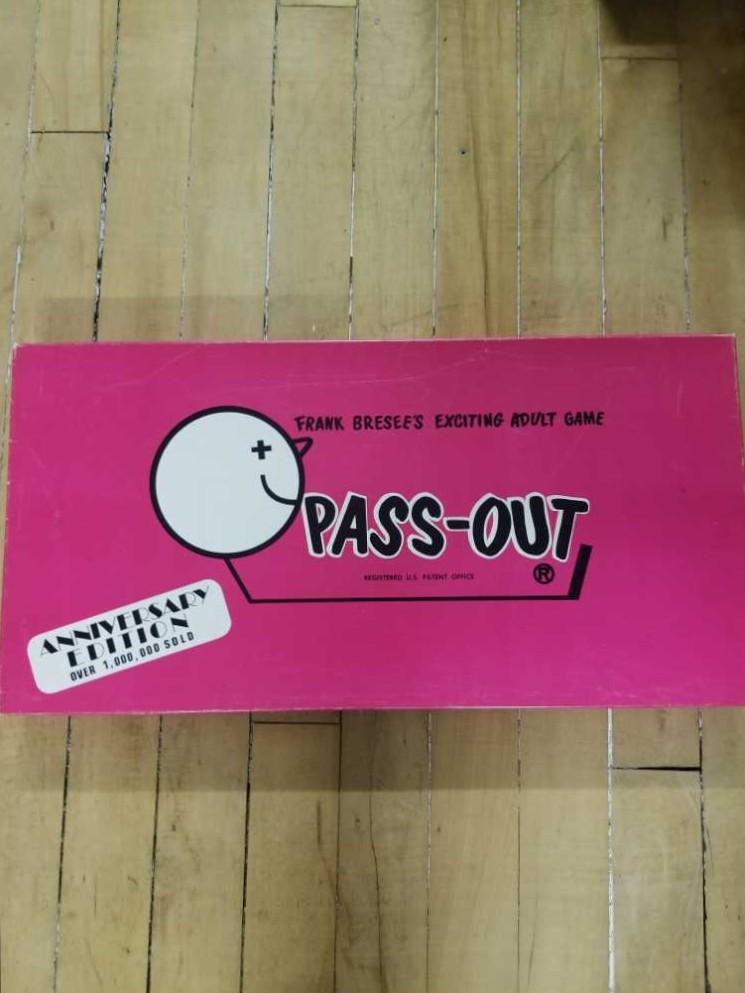 FRANK BRESEE'S EXCITING ADULT GAME
PASS-OUT
REGISTERED U.S. PATENT OFFICE ®
ANNIVERSARY
EDITION
OVER 1,000,000 SOLD